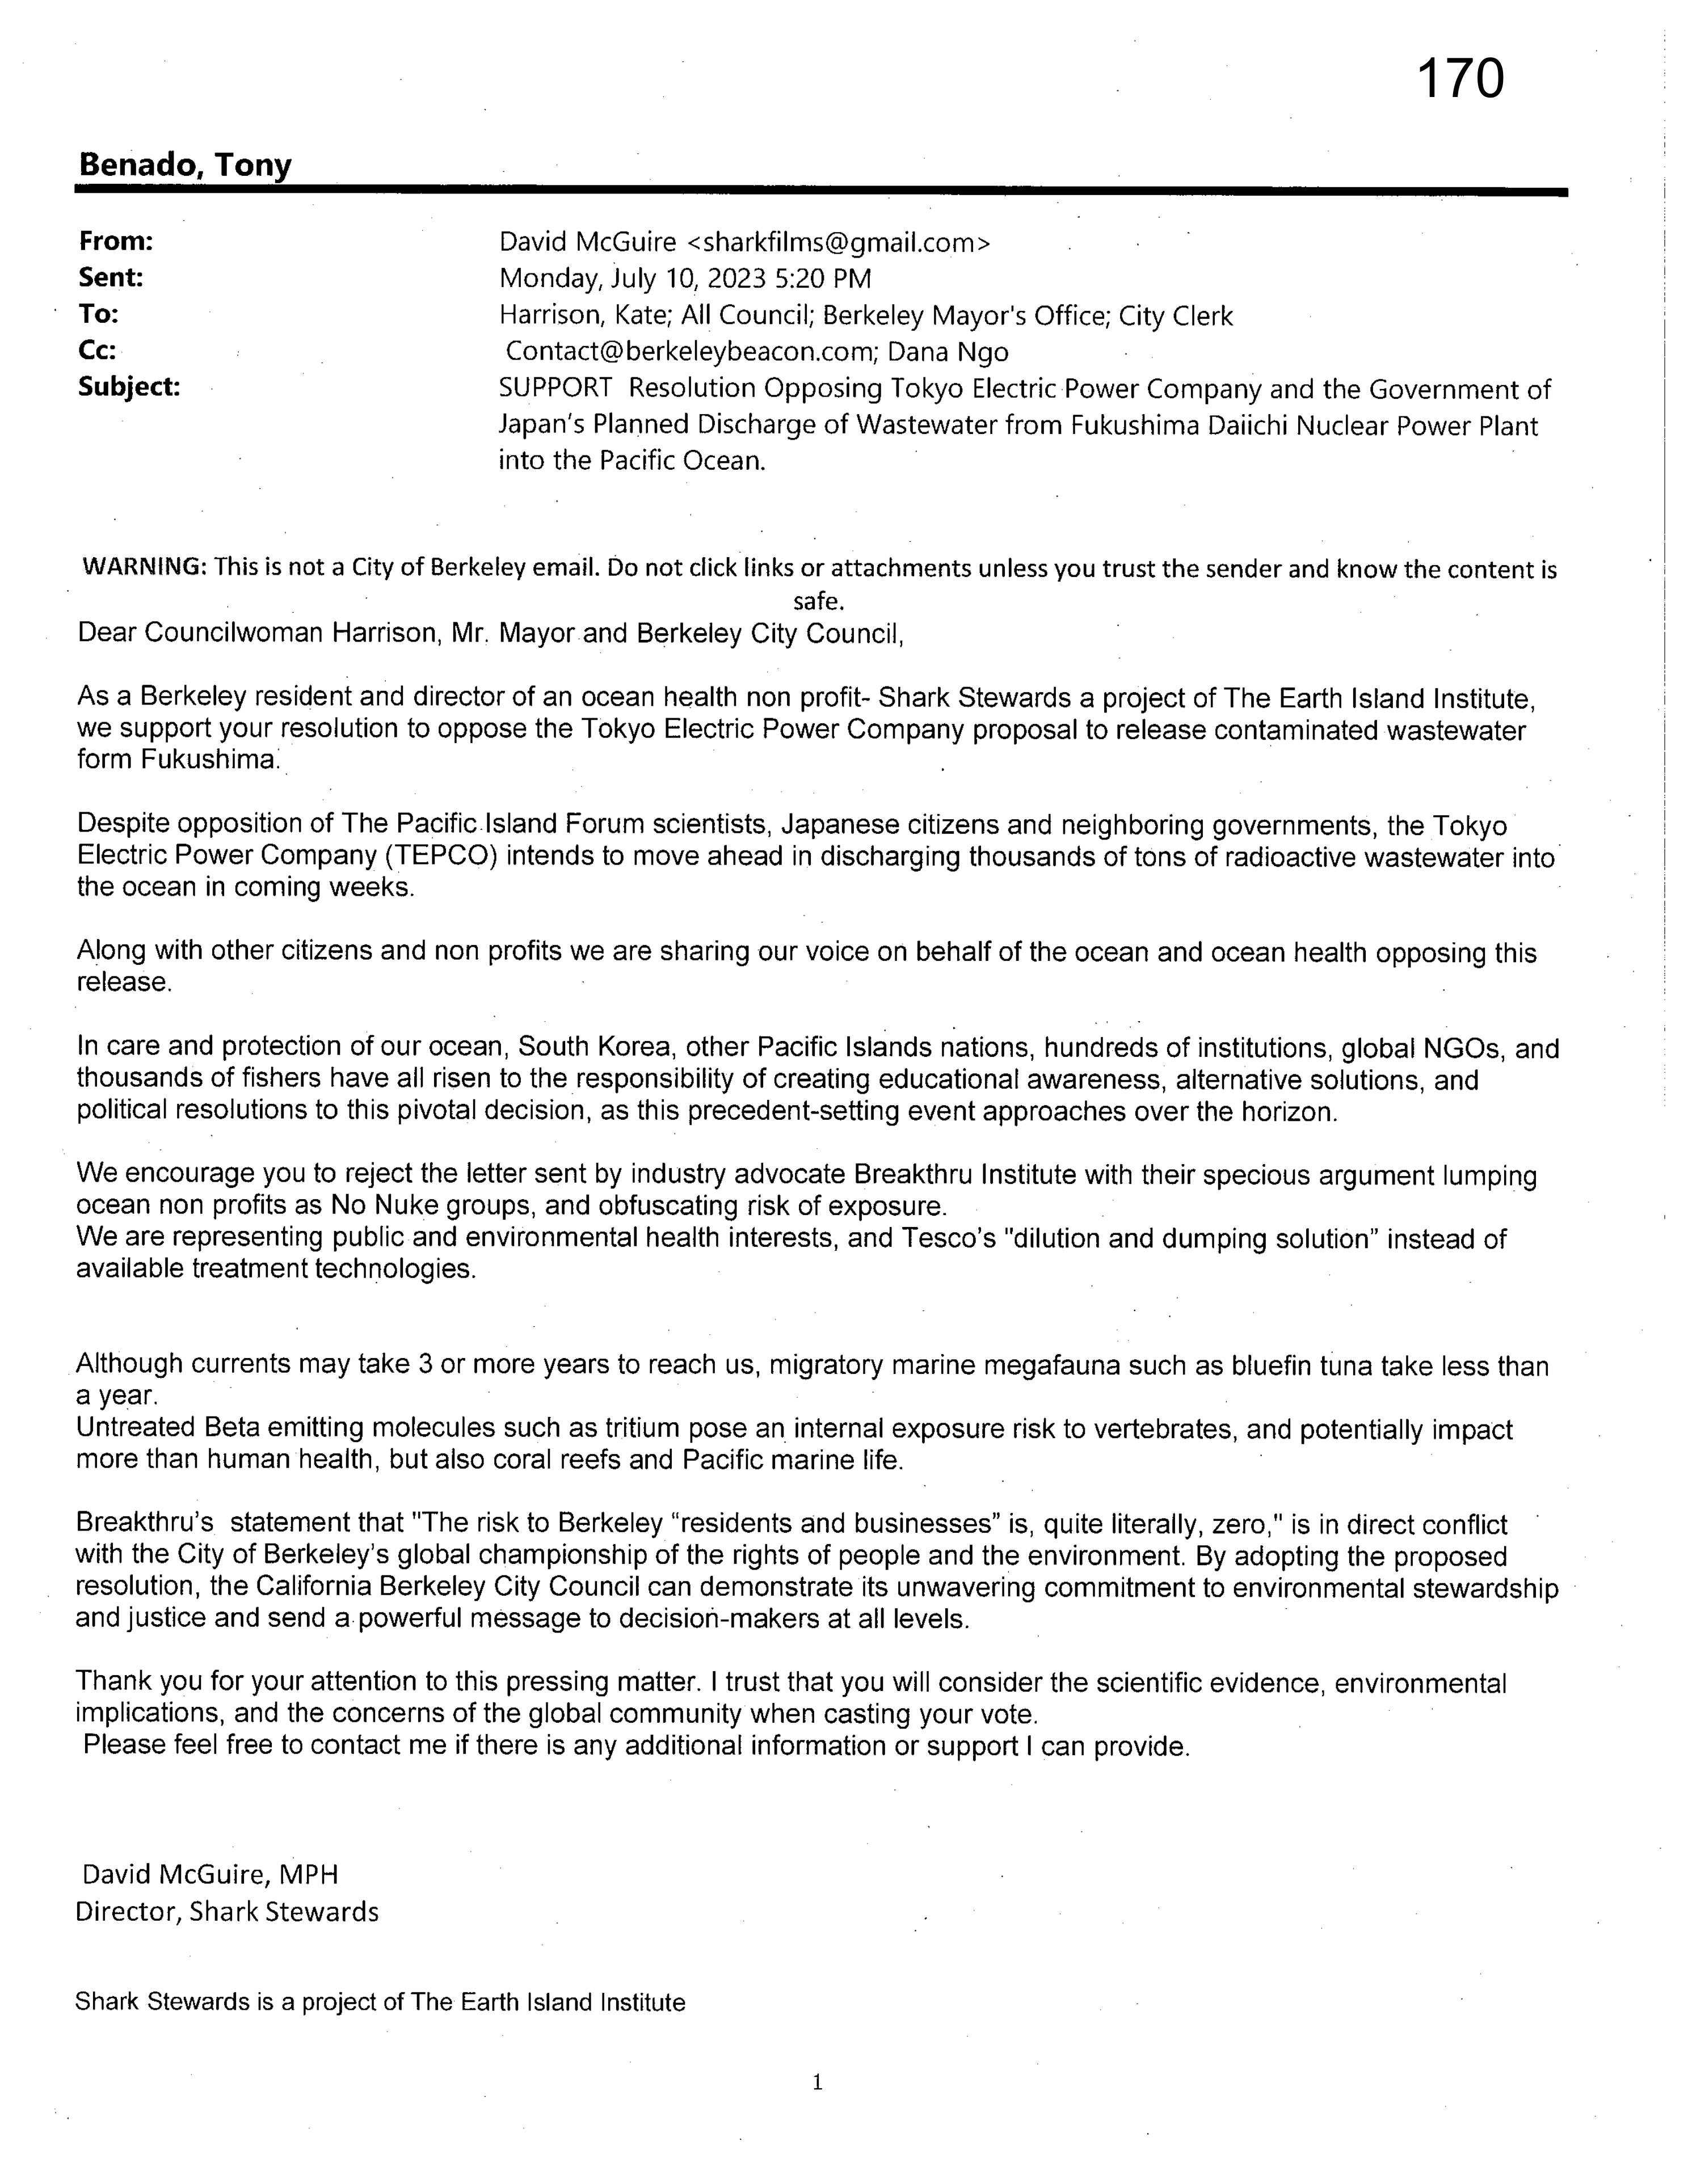 170
Benado, Tony
From: David McGuire <sharkfilms@gmail.com>
Sent: Monday, July 10, 2023 5:20 PM
To: Harrison, Kate; All Council; Berkeley Mayor's Office; City Clerk
Cc: Contact@berkeleybeacon.com; Dana Ngo
Subject: SUPPORT Resolution Opposing Tokyo Electric Power Company and the Government of
Japan's Planned Discharge of Wastewater from Fukushima Daiichi Nuclear Power Plant
into the Pacific Ocean.
WARNING: This is not a City of Berkeley email. Do not click links or attachments unless you trust the sender and know the content is
safe.
Dear Councilwoman Harrison, Mr. Mayor and Berkeley City Council,
As a Berkeley resident and director of an ocean health non profit- Shark Stewards a project of The Earth Island Institute,
we support your resolution to oppose the Tokyo Electric Power Company proposal to release contaminated wastewater
form Fukushima.
Despite opposition of The Pacific Island Forum scientists, Japanese citizens and neighboring governments, the Tokyo
Electric Power Company (TEPCO) intends to move ahead in discharging thousands of tons of radioactive wastewater into
the ocean in coming weeks.
Along with other citizens and non profits we are sharing our voice on behalf of the ocean and ocean health opposing this
release.
In care and protection of our ocean, South Korea, other Pacific Islands nations, hundreds of institutions, global NGOs, and
thousands of fishers have all risen to the responsibility of creating educational awareness, alternative solutions, and
political resolutions to this pivotal decision, as this precedent-setting event approaches over the horizon.
We encourage you to reject the letter sent by industry advocate Breakthru Institute with their specious argument lumping
ocean non profits as No Nuke groups, and obfuscating risk of exposure.
We are representing public and environmental health interests, and Tesco's "dilution and dumping solution" instead of
available treatment technologies.
Although currents may take 3 or more years to reach us, migratory marine megafauna such as bluefin tuna take less than
a year.
Untreated Beta emitting molecules such as tritium pose an internal exposure risk to vertebrates, and potentially impact
more than human health, but also coral reefs and Pacific marine life.
Breakthru's statement that "The risk to Berkeley “residents and businesses” is, quite literally, zero," is in direct conflict
with the City of Berkeley's global championship of the rights of people and the environment. By adopting the proposed
resolution, the California Berkeley City Council can demonstrate its unwavering commitment to environmental stewardship
and justice and send a powerful message to decision-makers at all levels.
Thank you for your attention to this pressing matter. I trust that you will consider the scientific evidence, environmental
implications, and the concerns of the global community when casting your vote.
Please feel free to contact me if there is any additional information or support I can provide.
David McGuire, MPH
Director, Shark Stewards
Shark Stewards is a project of The Earth Island Institute
1